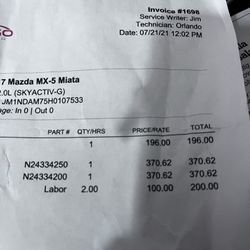 GO
Invoice #1698
Service Writer: Jim
Technician: Orlando
Date: 07/21/21 12:02 PM
7 Mazda MX-5 Miata
2.0L (SKYACTIV-G)
JM1NDAM75H0107533
age: In 0 | Out 0
PART # QTY/HRS PRICE/RATE TOTAL
1 196.00 196.00
N24334250 1 370.62 370.62
N24334200 1 370.62 370.62
Labor 2.00 100.00 200.00